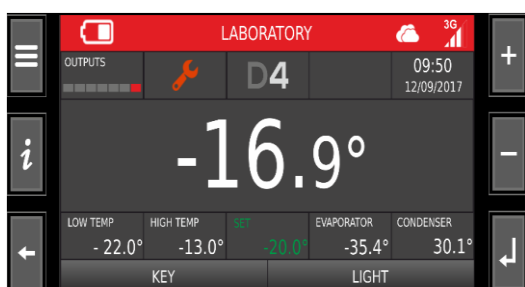 LABORATORY 3G
OUTPUTS D4 09:50
12/09/2017
-16.9°
LOW TEMP HIGH TEMP SET EVAPORATOR CONDENSER
- 22.0° -13.0° -20.0° -35.4° 30.1°
KEY LIGHT
+
i
−